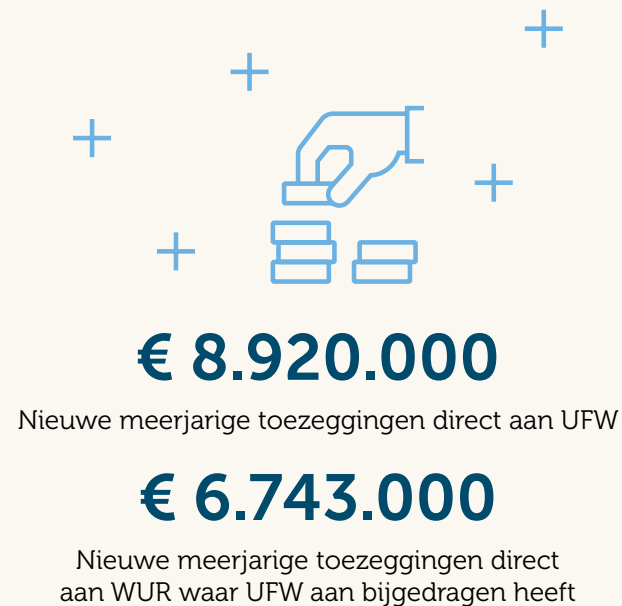 € 8.920.000
Nieuwe meerjarige toezeggingen direct aan UFW
€ 6.743.000
Nieuwe meerjarige toezeggingen direct
aan WUR waar UFW aan bijgedragen heeft